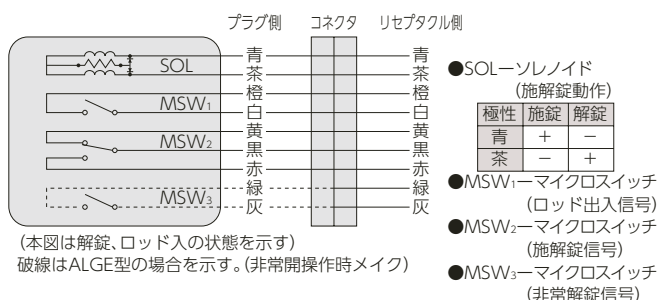 プラグ側 コネクタ リセプタクル側
SOL 青 青
茶 茶
MSW1 橙 橙
白 白
MSW2 黄 黄
黒 黒
赤 赤
MSW3 緑 緑
灰 灰
(本図は解錠、ロッド入の状態を示す)
破線はALGE型の場合を示す。(非常開操作時メイク)
●SOLーソレノイド
(施解錠動作)
極性 施錠 解錠
青 + −
茶 − +
●MSW1ーマイクロスイッチ
(ロッド出入信号)
●MSW2ーマイクロスイッチ
(施解錠信号)
●MSW3ーマイクロスイッチ
(非常解錠信号)